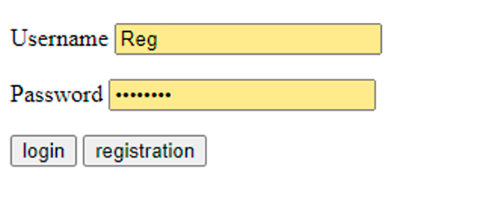 Username Reg
Password ••••••••
login registration